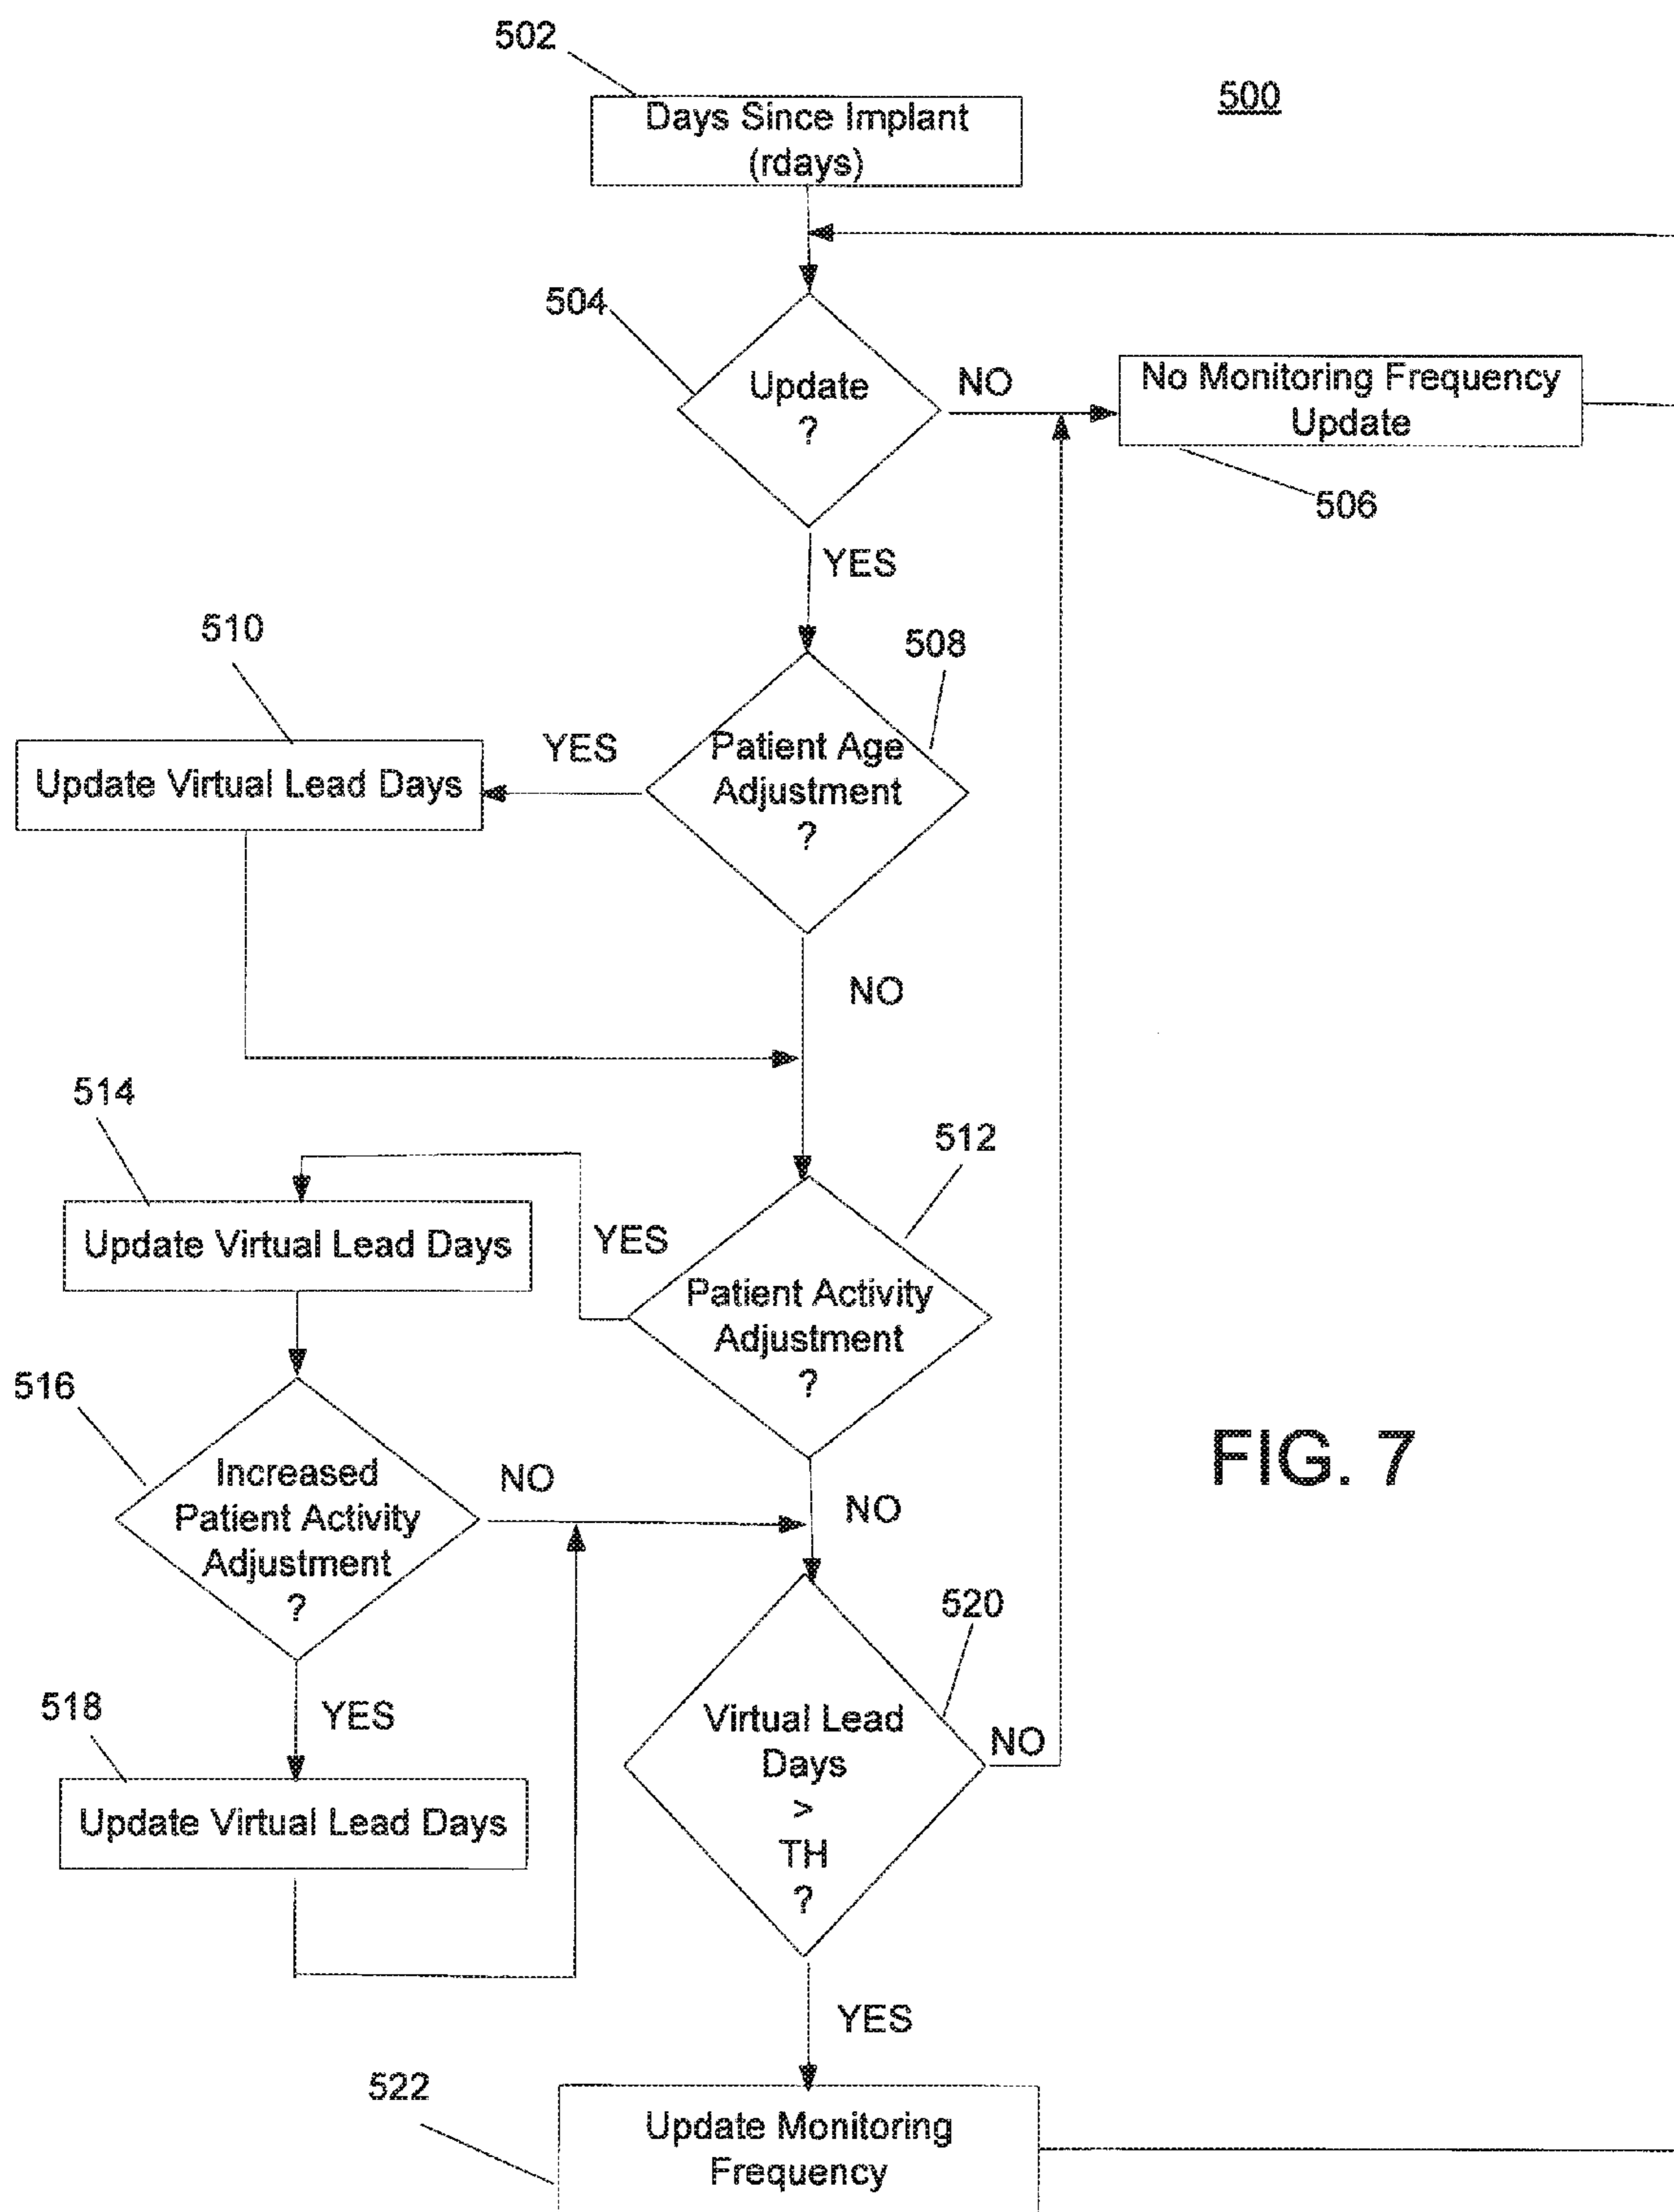 502
Days Since Implant
(rdays)
500
504
Update
?
NO
No Monitoring Frequency
Update
506
YES
510
508
Update Virtual Lead Days
YES
Patient Age
Adjustment
?
NO
514
512
Update Virtual Lead Days
YES
Patient Activity
Adjustment
?
516
Increased
Patient Activity
Adjustment
?
NO
NO
FIG. 7
520
518
YES
Virtual Lead
Days
>
TH
?
NO
Update Virtual Lead Days
YES
522
Update Monitoring
Frequency